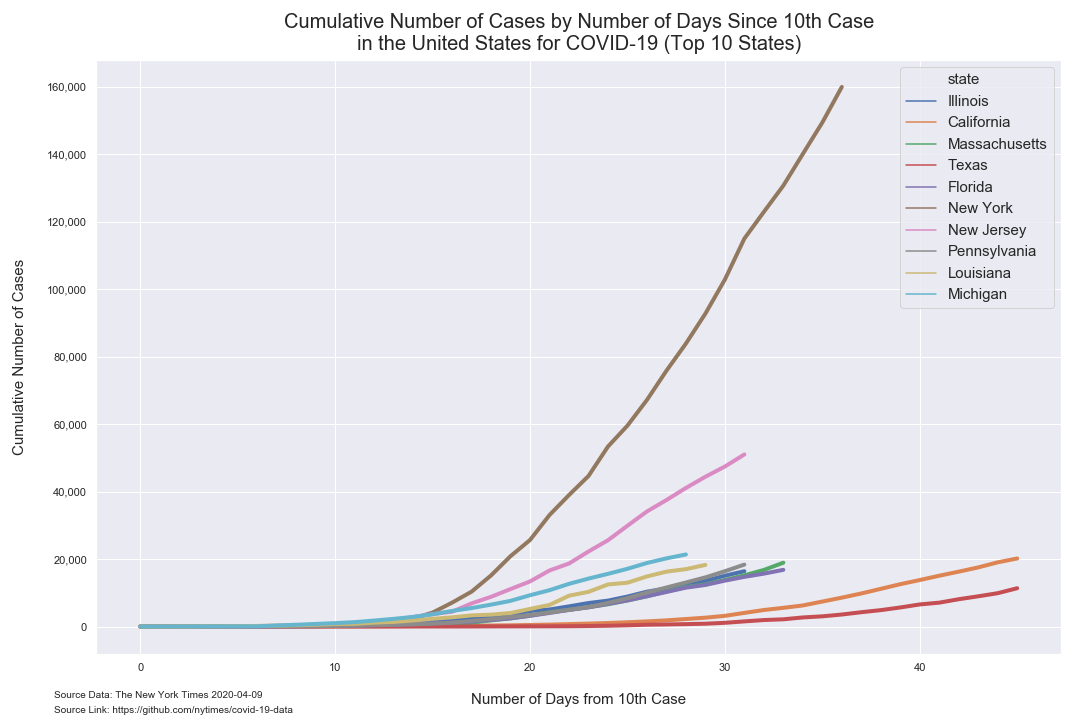 Cumulative Number of Cases by Number of Days Since 10th Case
in the United States for COVID-19 (Top 10 States)
state
Illinois
California
Massachusetts
Texas
Florida
New York
New Jersey
Pennsylvania
Louisiana
Michigan
Cumulative Number of Cases
160,000
140,000
120,000
100,000
80,000
60,000
40,000
20,000
0
0
10
20
30
40
Number of Days from 10th Case
Source Data: The New York Times 2020-04-09
Source Link: https://github.com/nytimes/covid-19-data